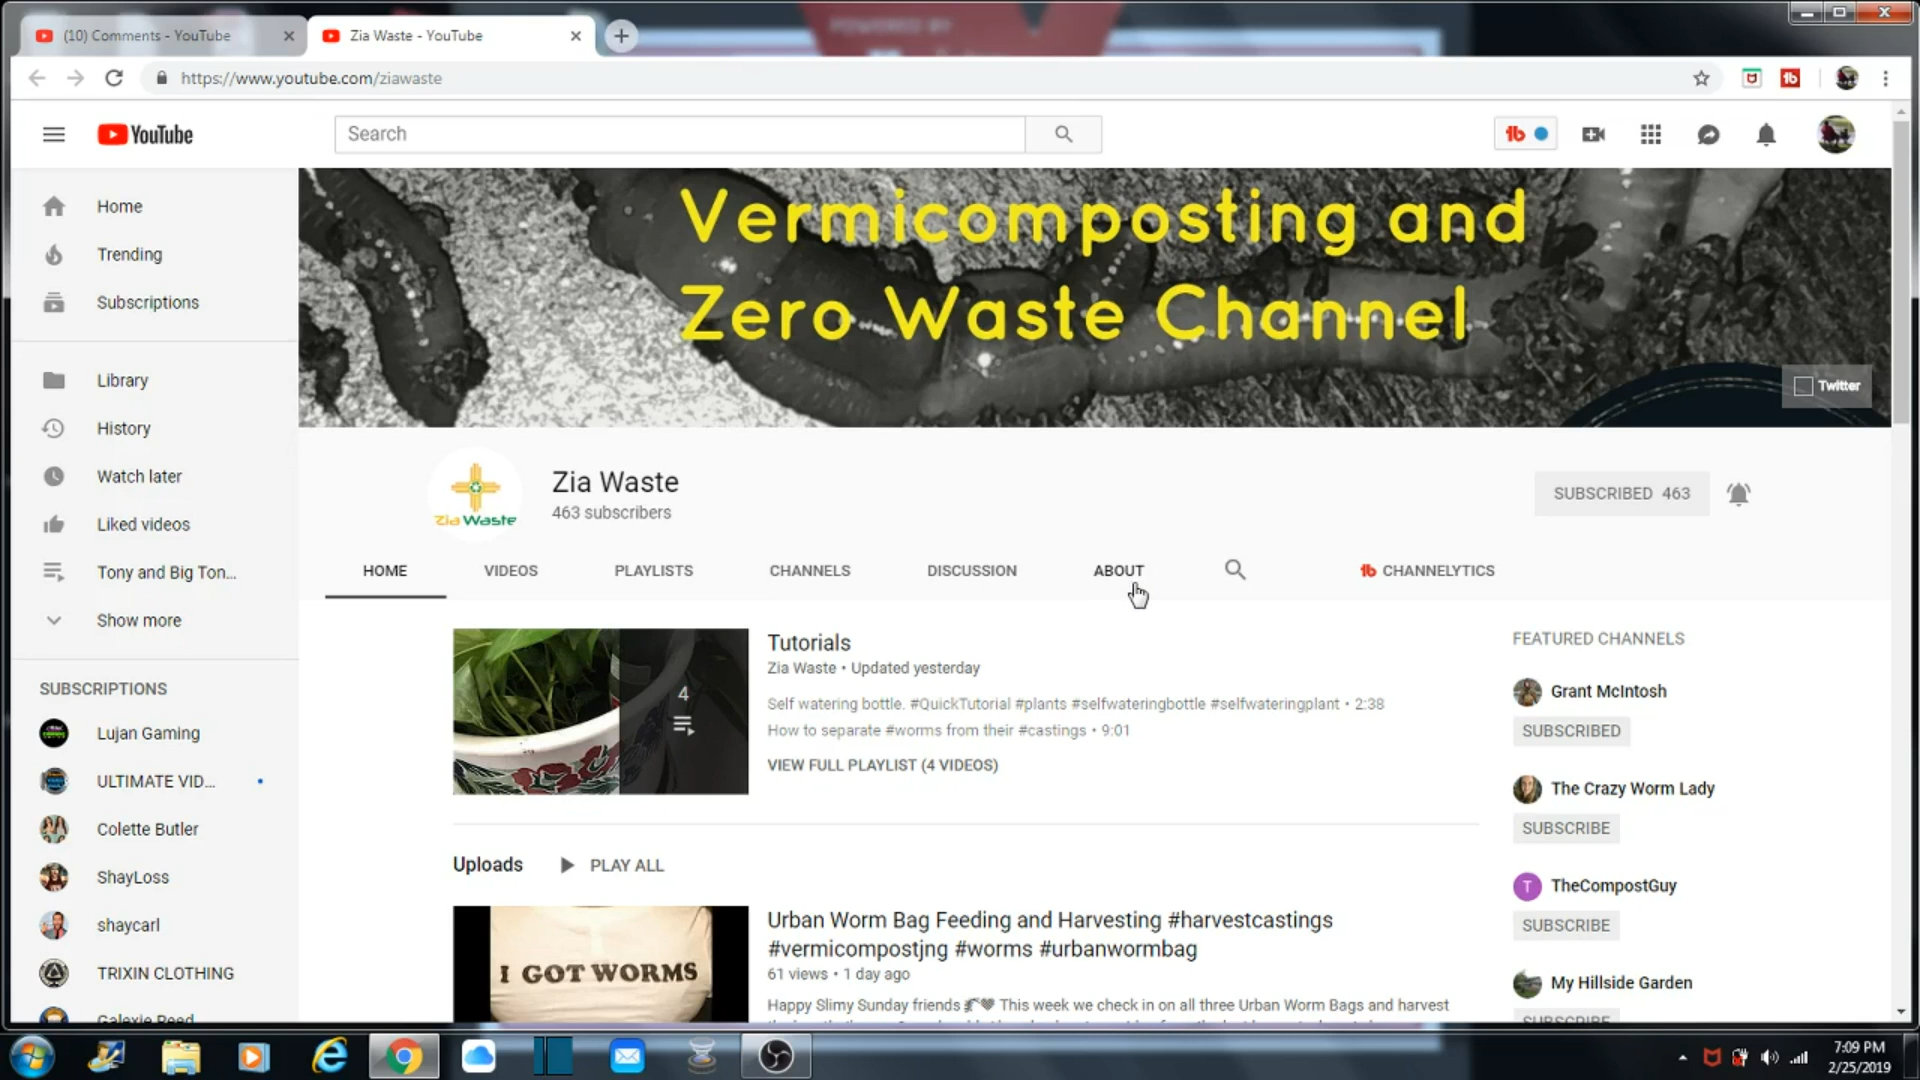 POWERED BY
(10) Comments - YouTube
Zia Waste - YouTube
https://www.youtube.com/ziawaste
YouTube
Search
Home
Trending
Subscriptions
Library
History
Watch later
Liked videos
Tony and Big Ton...
Show more
SUBSCRIPTIONS
Lujan Gaming
ULTIMATE VID...
Colette Butler
ShayLoss
shaycarl
TRIXIN CLOTHING
Galexie Reed
Vermicomposting and
Zero Waste Channel
Twitter
Zia Waste
Zia Waste
463 subscribers
SUBSCRIBED 463
HOME
VIDEOS
PLAYLISTS
CHANNELS
DISCUSSION
ABOUT
CHANNELYTICS
4
Tutorials
Zia Waste • Updated yesterday
Self watering bottle. #QuickTutorial #plants #selfwateringbottle #selfwateringplant • 2:38
How to separate #worms from their #castings • 9:01
VIEW FULL PLAYLIST (4 VIDEOS)
Uploads
PLAY ALL
I GOT WORMS
Urban Worm Bag Feeding and Harvesting #harvestcastings
#vermicompostjng #worms #urbanwormbag
61 views • 1 day ago
Happy Slimy Sunday friends This week we check in on all three Urban Worm Bags and harvest
FEATURED CHANNELS
Grant McIntosh
SUBSCRIBED
The Crazy Worm Lady
SUBSCRIBE
T
TheCompostGuy
SUBSCRIBE
My Hillside Garden
SUBSCRIBE
7:09 PM
2/25/2019